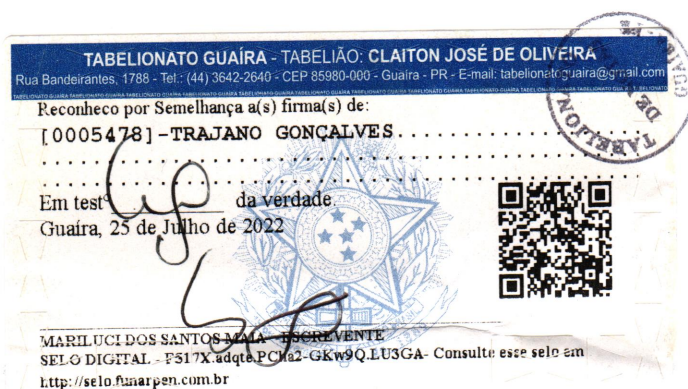 TABELIONATO GUAÍRA - TABELIÃO: CLAITON JOSÉ DE OLIVEIRA
Rua Bandeirantes, 1788 - Tel.: (44) 3642-2640 - CEP 85980-000 - Guaíra - PR - E-mail: tabelionatoguaira@gmail.com
Reconheco por Semelhança a(s) firma(s) de:
[0005478]-TRAJANO GONÇALVES
Em test° da verdade.
Guaíra, 25 de Julho de 2022
MARILUCI DOS SANTOS MAIA - ESCREVENTE
SELO DIGITAL - F517X.adqte.PCha2-GKw9Q.LU3GA- Consulte esse selo em
http://selo.funarpen.com.br